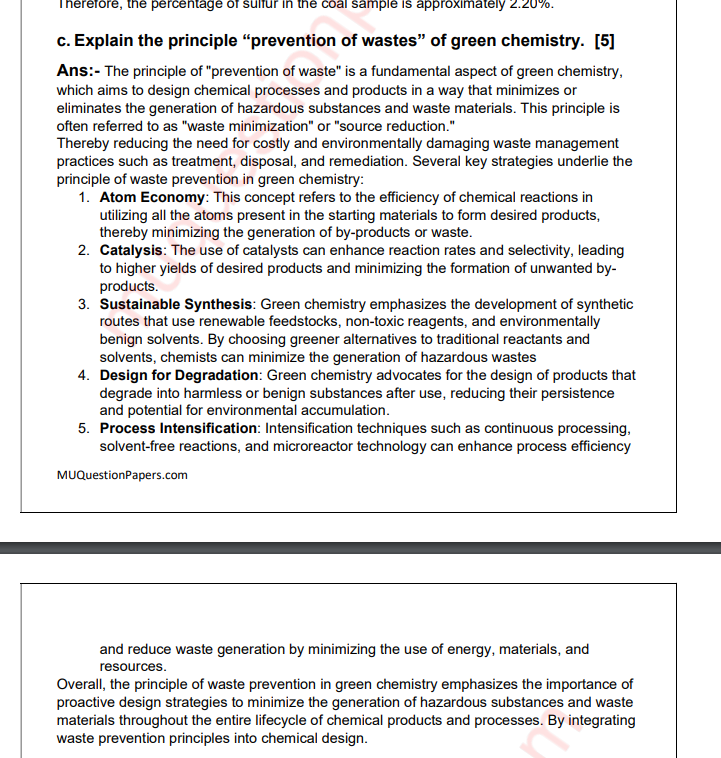 Therefore, the percentage of sulfur in the coal sample is approximately 2.20%.
c. Explain the principle “prevention of wastes” of green chemistry. [5]
Ans:- The principle of "prevention of waste" is a fundamental aspect of green chemistry,
which aims to design chemical processes and products in a way that minimizes or
eliminates the generation of hazardous substances and waste materials. This principle is
often referred to as "waste minimization" or "source reduction."
Thereby reducing the need for costly and environmentally damaging waste management
practices such as treatment, disposal, and remediation. Several key strategies underlie the
principle of waste prevention in green chemistry:
1. Atom Economy: This concept refers to the efficiency of chemical reactions in
utilizing all the atoms present in the starting materials to form desired products,
thereby minimizing the generation of by-products or waste.
2. Catalysis: The use of catalysts can enhance reaction rates and selectivity, leading
to higher yields of desired products and minimizing the formation of unwanted by-
products.
3. Sustainable Synthesis: Green chemistry emphasizes the development of synthetic
routes that use renewable feedstocks, non-toxic reagents, and environmentally
benign solvents. By choosing greener alternatives to traditional reactants and
solvents, chemists can minimize the generation of hazardous wastes
4. Design for Degradation: Green chemistry advocates for the design of products that
degrade into harmless or benign substances after use, reducing their persistence
and potential for environmental accumulation.
5. Process Intensification: Intensification techniques such as continuous processing,
solvent-free reactions, and microreactor technology can enhance process efficiency
MUQuestionPapers.com
and reduce waste generation by minimizing the use of energy, materials, and
resources.
Overall, the principle of waste prevention in green chemistry emphasizes the importance of
proactive design strategies to minimize the generation of hazardous substances and waste
materials throughout the entire lifecycle of chemical products and processes. By integrating
waste prevention principles into chemical design.